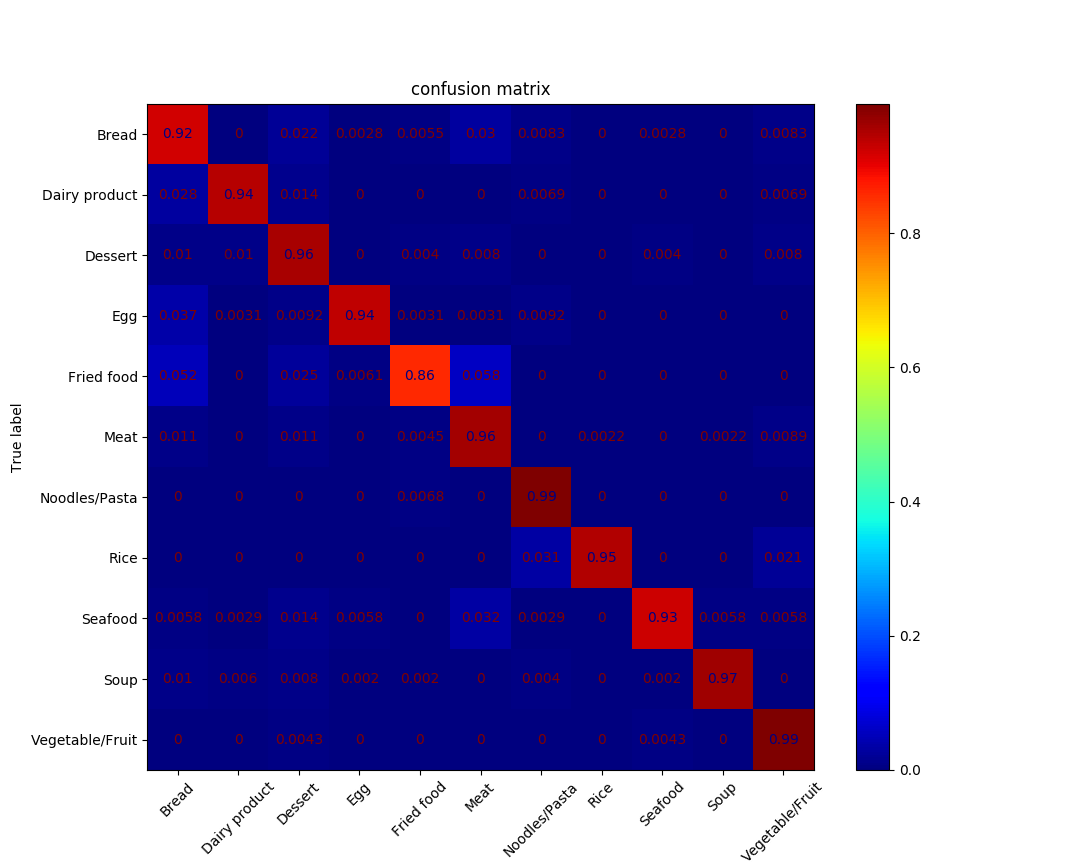 confusion matrix
Bread 0.92 0 0.022 0.0028 0.0055 0.03 0.0083 0 0.0028 0 0.0083
Dairy product 0.028 0.94 0.014 0 0 0 0.0069 0 0 0 0.0069
Dessert 0.01 0.01 0.96 0 0.004 0.008 0 0 0.004 0 0.008
Egg 0.037 0.0031 0.0092 0.94 0.0031 0.0031 0.0092 0 0 0 0
Fried food 0.052 0 0.025 0.0061 0.86 0 0 0 0 0
Meat 0.011 0 0.011 0 0.0045 0.96 0 0.0022 0 0.0022 0.0089
Noodles/Pasta 0 0 0 0 0.0068 0 0.99 0 0 0 0
Rice 0 0 0 0 0 0 0.031 0.95 0 0 0.021
Seafood 0.0058 0.0029 0.014 0.0058 0 0.032 0.0029 0 0.93 0.0058 0.0058
Soup 0.01 0.006 0.008 0.002 0.002 0 0.004 0 0.002 0.97 0
Vegetable/Fruit 0 0 0.0043 0 0 0 0 0 0.0043 0 0.99
True label
Bread Dairy product Dessert Egg Fried food Meat Noodles/Pasta Rice Seafood Soup Vegetable/Fruit
0.8
0.6
0.4
0.2
0.0